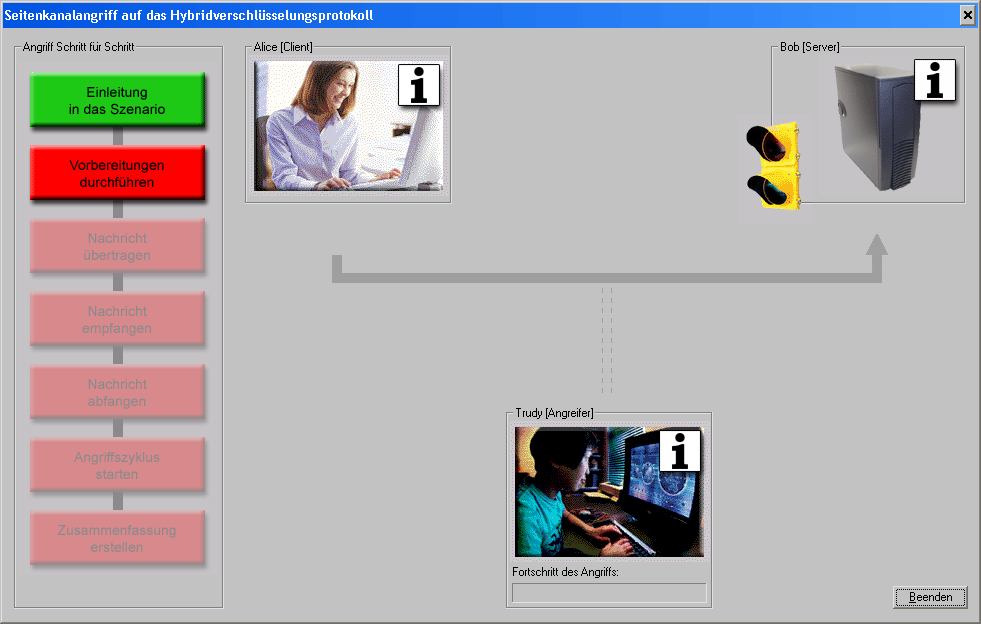 Seitenkanalangriff auf das Hybridverschlüsselungsprotokoll
Angriff Schritt für Schritt
Einleitung
in das Szenario
Vorbereitungen
durchführen
Nachricht
übertragen
Nachricht
empfangen
Nachricht
abfangen
Angriffszyklus
starten
Zusammenfassung
erstellen
Alice [Client]
i
Bob [Server]
i
Trudy [Angreifer]
i
Fortschritt des Angriffs:
Beenden